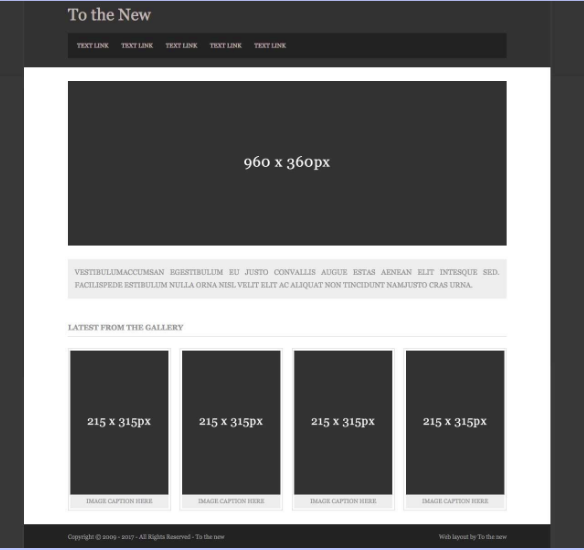 To the New
TEXT LINK TEXT LINK TEXT LINK TEXT LINK TEXT LINK
960 x 360px
VESTIBULUMACCUMSAN EGESTIBULUM EU JUSTO CONVALLIS AUGUE ESTAS AENEAN ELIT INTESQUE SED.
FACILISPEDE ESTIBULUM NULLA ORNA NISL VELIT ELIT AC ALIQUAT NON TINCIDUNT NAMJUSTO CRAS URNA.
LATEST FROM THE GALLERY
215 x 315px 215 x 315px 215 x 315px 215 x 315px
IMAGE CAPTION HERE IMAGE CAPTION HERE IMAGE CAPTION HERE IMAGE CAPTION HERE
Copyright © 2009 - 2017 - All Rights Reserved - To the new Web layout by To the new